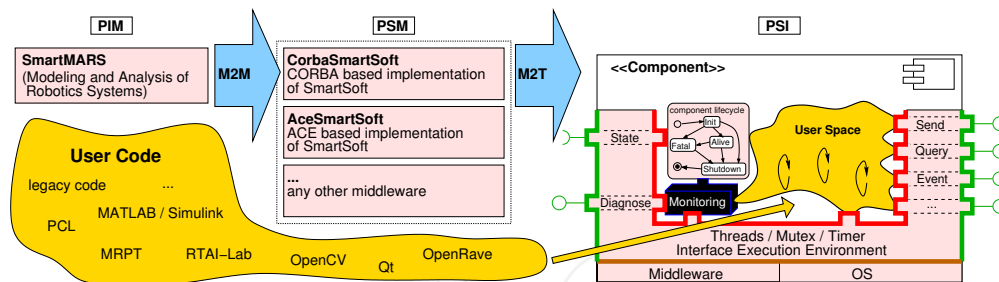 PIM
SmartMARS
(Modeling and Analysis of
Robotics Systems)
M2M
PSM
CorbaSmartSoft
CORBA based implementation
of SmartSoft
AceSmartSoft
ACE based implementation
of SmartSoft
...
any other middleware
M2T
PSI
<<Component>>
component lifecycle
Init
Fatal
Alive
Shutdown
State
Diagnose
Monitoring
User Space
Send
Query
Event
...
Threads / Mutex / Timer
Interface Execution Environment
Middleware
OS
User Code
legacy code
...
MATLAB / Simulink
PCL
MRPT
RTAI−Lab
OpenCV
Qt
OpenRave